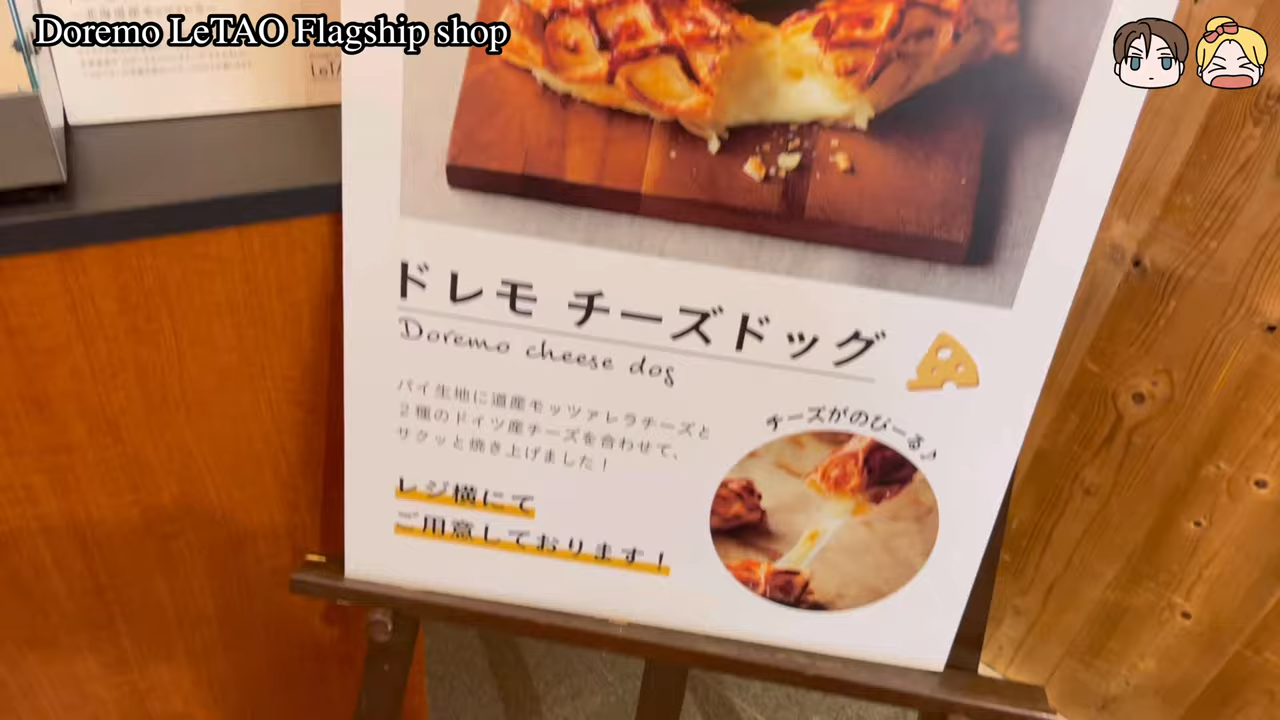 Doremo LeTAO Flagship shop
ドレモ チーズドッグ
Doremo cheese dog
パイ生地に道産モッツァレラチーズと
2種のドイツ産チーズを合わせて、
サクッと焼き上げました！
チーズがのびーる♪
レジ横にて
ご用意しております！